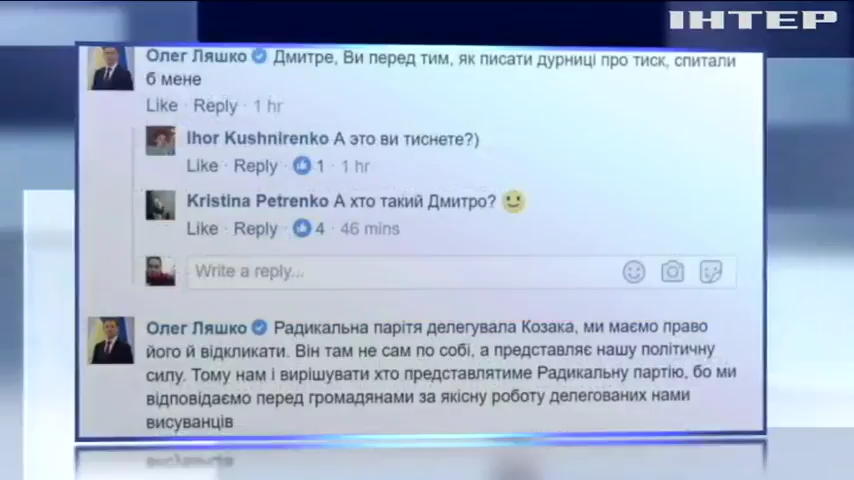 ІНТЕР
Олег Ляшко Дмитре, Ви перед тим, як писати дурниці про тиск, спитали
б мене
Like · Reply · 1 hr
Ihor Kushnirenko А это ви тиснете?)
Like · Reply · 1 · 1 hr
Kristina Petrenko А хто такий Дмитро?
Like · Reply · 4 · 46 mins
Write a reply...
Олег Ляшко Радикальна парітя делегувала Козака, ми маємо право
його й відкликати. Він там не сам по собі, а представляє нашу політичну
силу. Тому нам і вирішувати хто представлятиме Радикальну партію, бо ми
відповідаємо перед громадянами за якісну роботу делегованих нами
висуванців